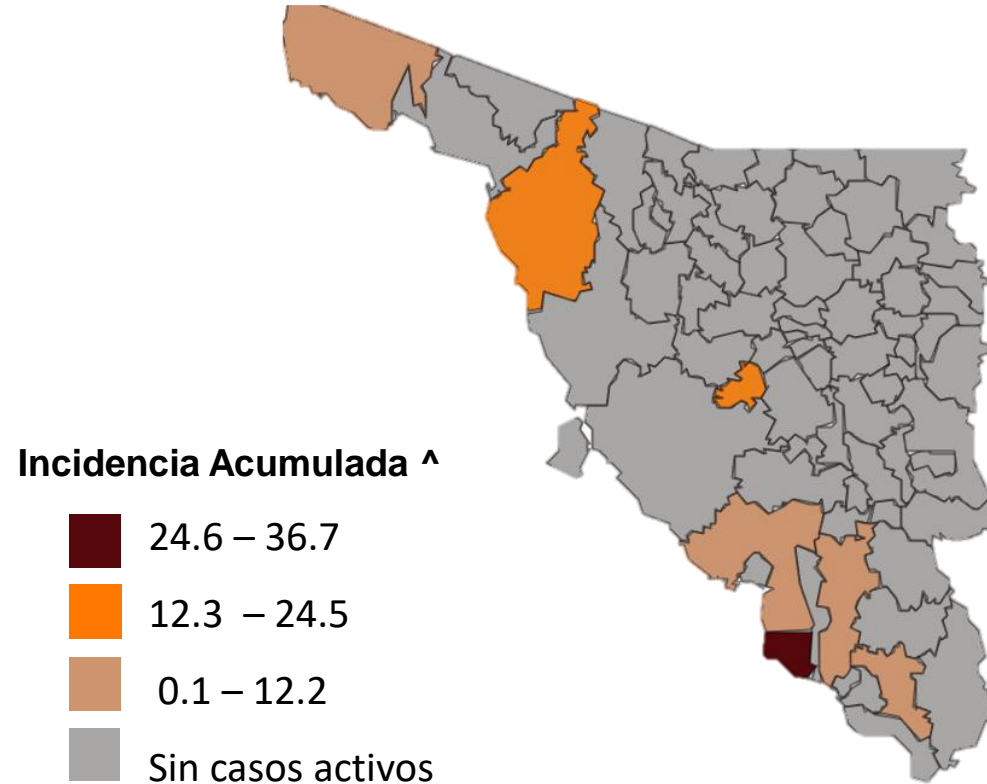 Incidencia Acumulada ^
24.6 – 36.7
12.3 – 24.5
0.1 – 12.2
Sin casos activos